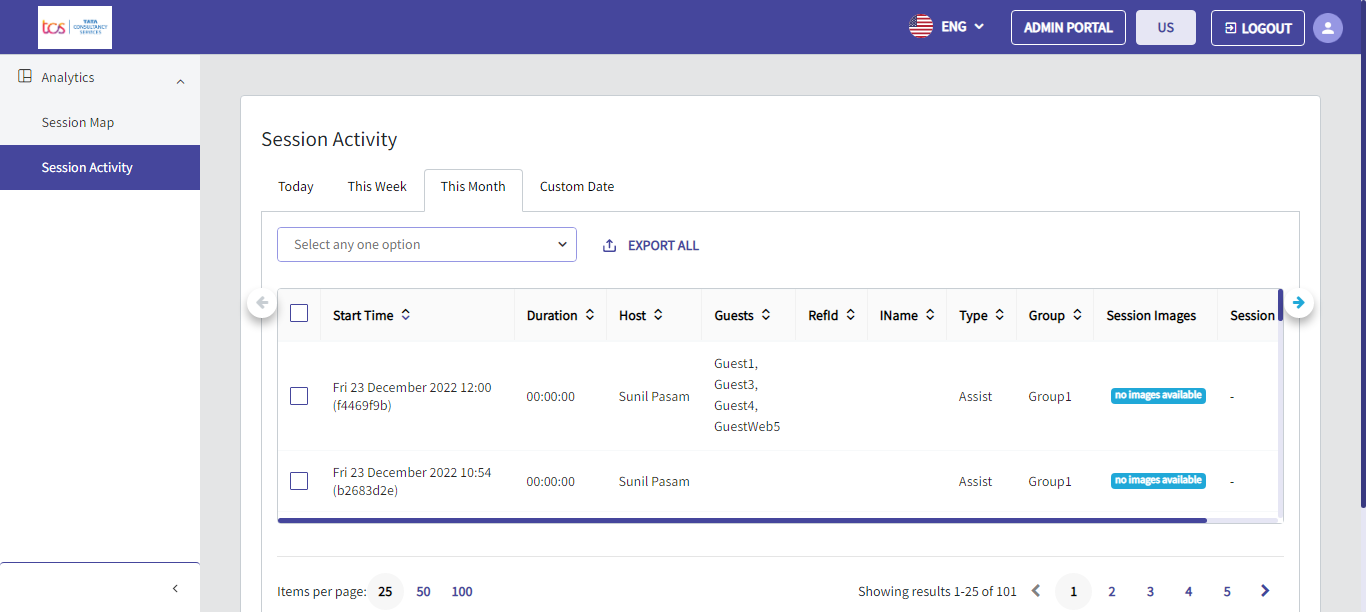 tcs TATA CONSULTANCY SERVICES
ENG
ADMIN PORTAL
US
LOGOUT
Analytics
Session Map
Session Activity
Session Activity
Today This Week This Month Custom Date
Select any one option
EXPORT ALL
Start Time Duration Host Guests RefId IName Type Group Session Images Session
Fri 23 December 2022 12:00
(f4469f9b)
00:00:00
Sunil Pasam
Guest1,
Guest3,
Guest4,
GuestWeb5
Assist
Group1
no images available
-
Fri 23 December 2022 10:54
(b2683d2e)
00:00:00
Sunil Pasam
Assist
Group1
no images available
-
Items per page: 25 50 100
Showing results 1-25 of 101
1 2 3 4 5